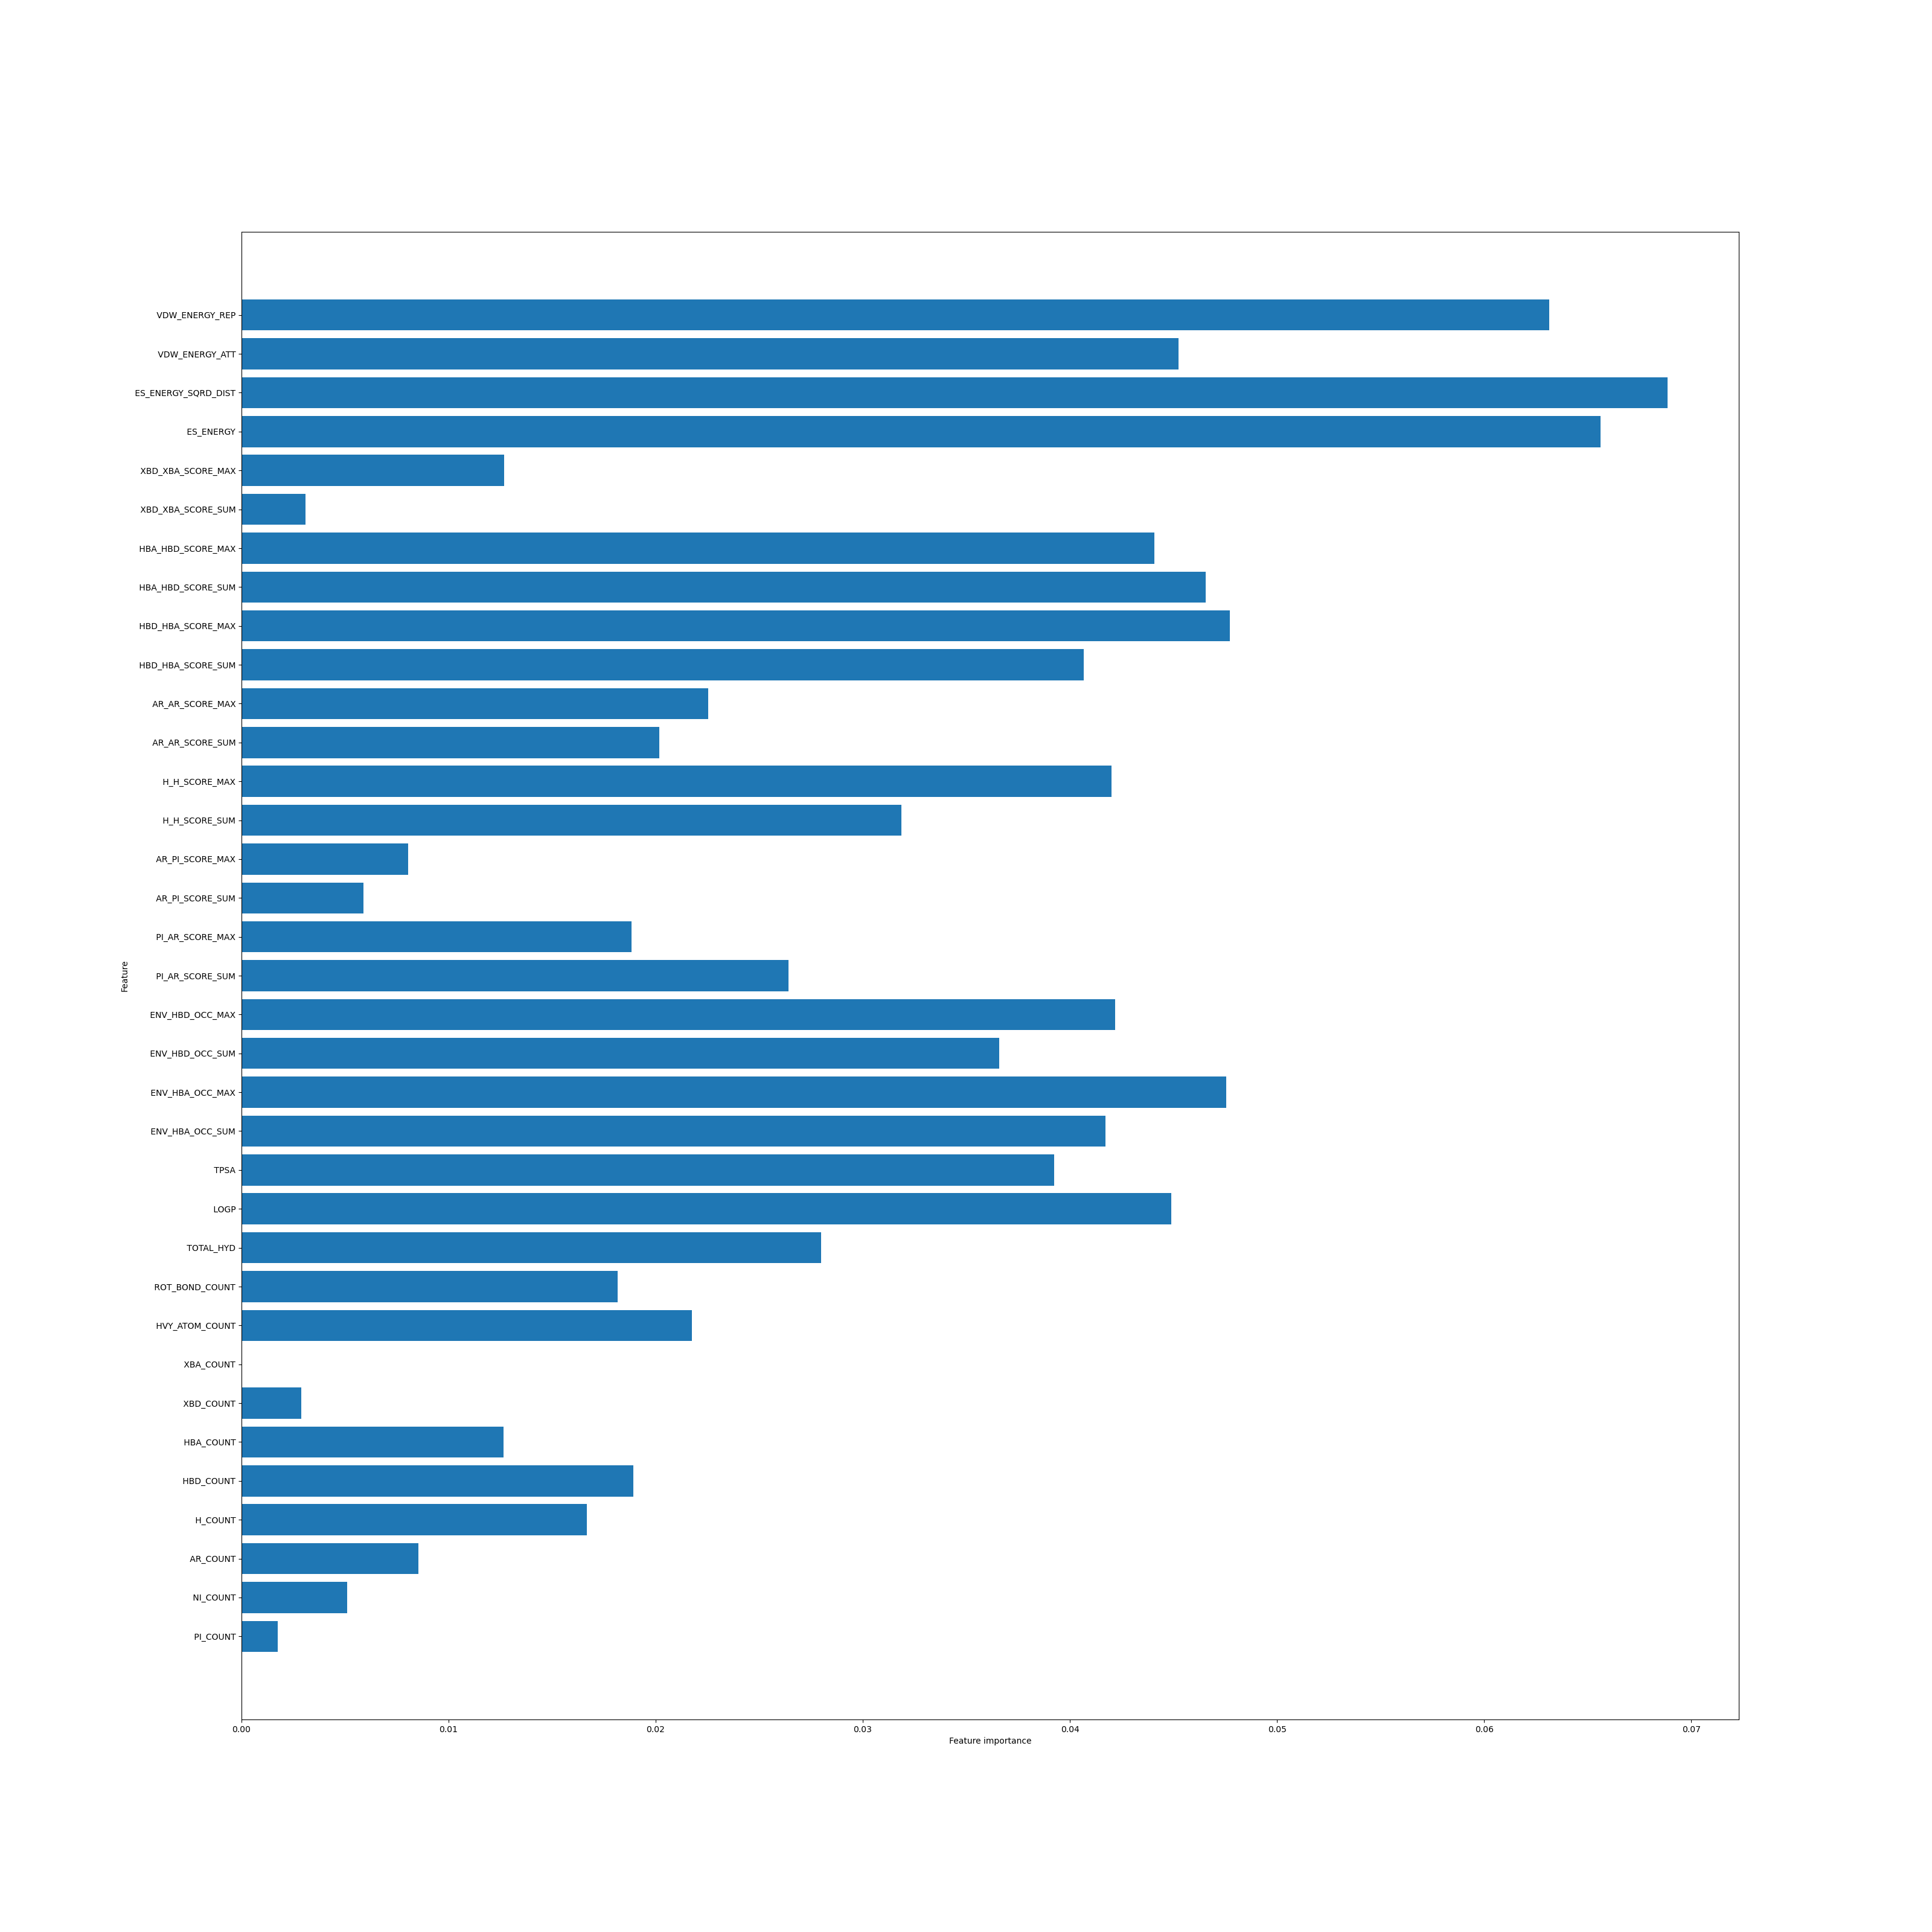 VDW_ENERGY_REP
VDW_ENERGY_ATT
ES_ENERGY_SQRD_DIST
ES_ENERGY
XBD_XBA_SCORE_MAX
XBD_XBA_SCORE_SUM
HBA_HBD_SCORE_MAX
HBA_HBD_SCORE_SUM
HBD_HBA_SCORE_MAX
HBD_HBA_SCORE_SUM
AR_AR_SCORE_MAX
AR_AR_SCORE_SUM
H_H_SCORE_MAX
H_H_SCORE_SUM
AR_PI_SCORE_MAX
AR_PI_SCORE_SUM
PI_AR_SCORE_MAX
PI_AR_SCORE_SUM
ENV_HBD_OCC_MAX
ENV_HBD_OCC_SUM
ENV_HBA_OCC_MAX
ENV_HBA_OCC_SUM
TPSA
LOGP
TOTAL_HYD
ROT_BOND_COUNT
HVY_ATOM_COUNT
XBA_COUNT
XBD_COUNT
HBA_COUNT
HBD_COUNT
H_COUNT
AR_COUNT
NI_COUNT
PI_COUNT
Feature
0.00 0.01 0.02 0.03 0.04 0.05 0.06 0.07
Feature importance